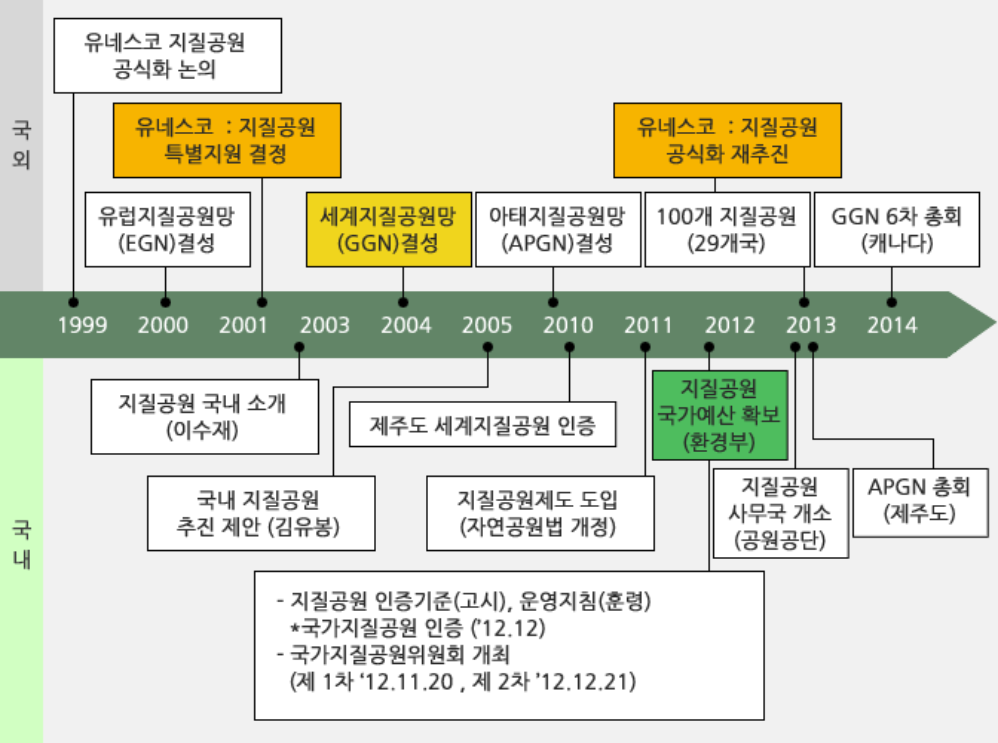 유네스코 지질공원
공식화 논의
국
외
유네스코 : 지질공원
특별지원 결정
유네스코 : 지질공원
공식화 재추진
유럽지질공원망
(EGN)결성
세계지질공원망
(GGN)결성
아태지질공원망
(APGN)결성
100개 지질공원
(29개국)
GGN 6차 총회
(캐나다)
1999 2000 2001 2003 2004 2005 2010 2011 2012 2013 2014
국
내
지질공원 국내 소개
(이수재)
제주도 세계지질공원 인증
지질공원
국가예산 확보
(환경부)
국내 지질공원
추진 제안 (김유봉)
지질공원제도 도입
(자연공원법 개정)
지질공원
사무국 개소
(공원공단)
APGN 총회
(제주도)
- 지질공원 인증기준(고시), 운영지침(훈령)
*국가지질공원 인증 (’12.12)
- 국가지질공원위원회 개최
(제 1차 ‘12.11.20 , 제 2차 ’12.12.21)